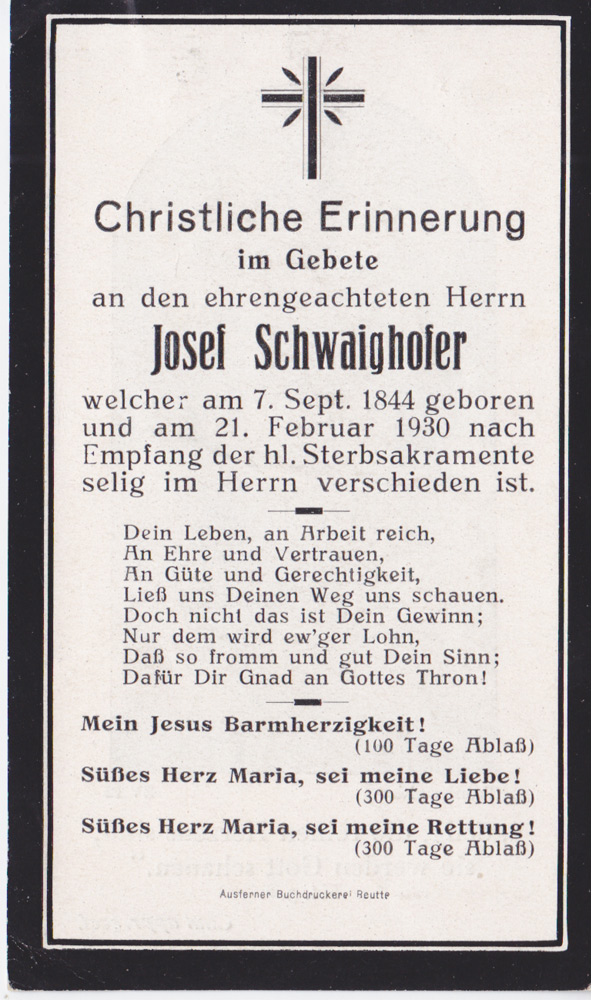 Christliche Erinnerung
im Gebete
an den ehrengeachteten Herrn
Josef Schwaighofer
welcher am 7. Sept. 1844 geboren
und am 21. Februar 1930 nach
Empfang der hl. Sterbsakramente
selig im Herrn verschieden ist.
Dein Leben, an Arbeit reich,
An Ehre und Vertrauen,
An Güte und Gerechtigkeit,
Ließ uns Deinen Weg uns schauen.
Doch nicht das ist Dein Gewinn;
Nur dem wird ew'ger Lohn,
Daß so fromm und gut Dein Sinn;
Dafür Dir Gnad an Gottes Thron!
Mein Jesus Barmherzigkeit!
(100 Tage Ablaß)
Süßes Herz Maria, sei meine Liebe!
(300 Tage Ablaß)
Süßes Herz Maria, sei meine Rettung!
(300 Tage Ablaß)
Ausferner Buchdruckerei Reutte